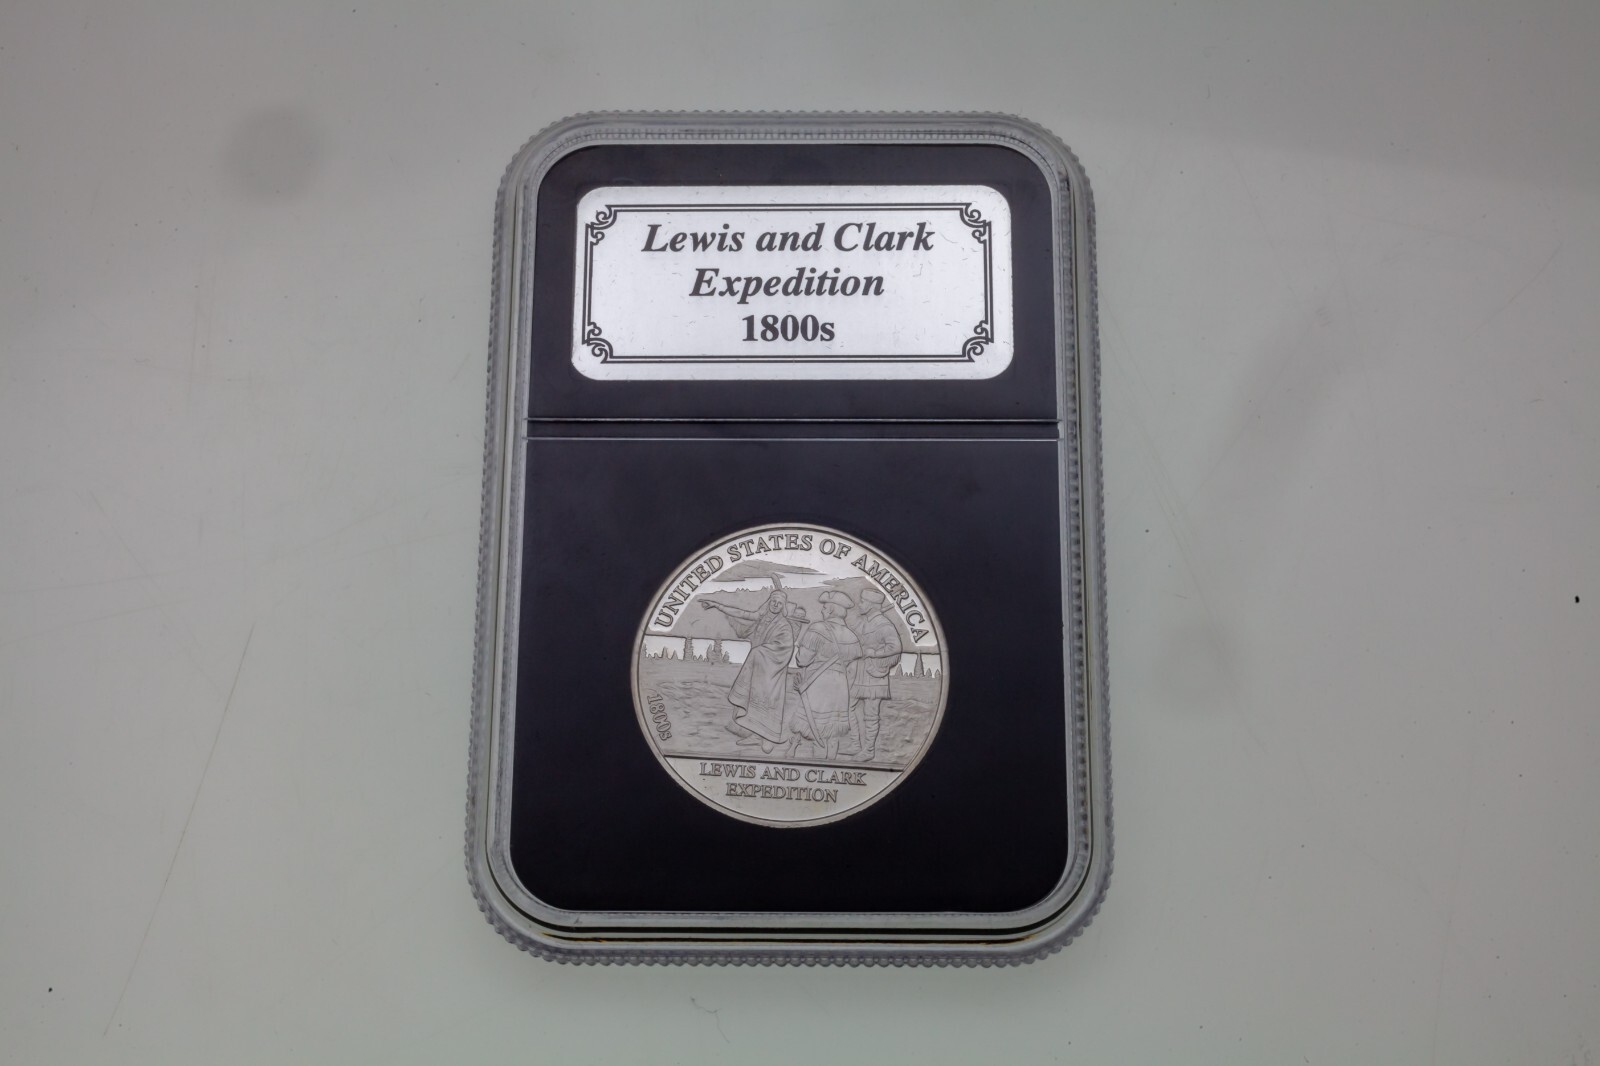 Lewis and Clark
Expedition
1800s
UNITED STATES OF AMERICA
1800s
LEWIS AND CLARK
EXPEDITION